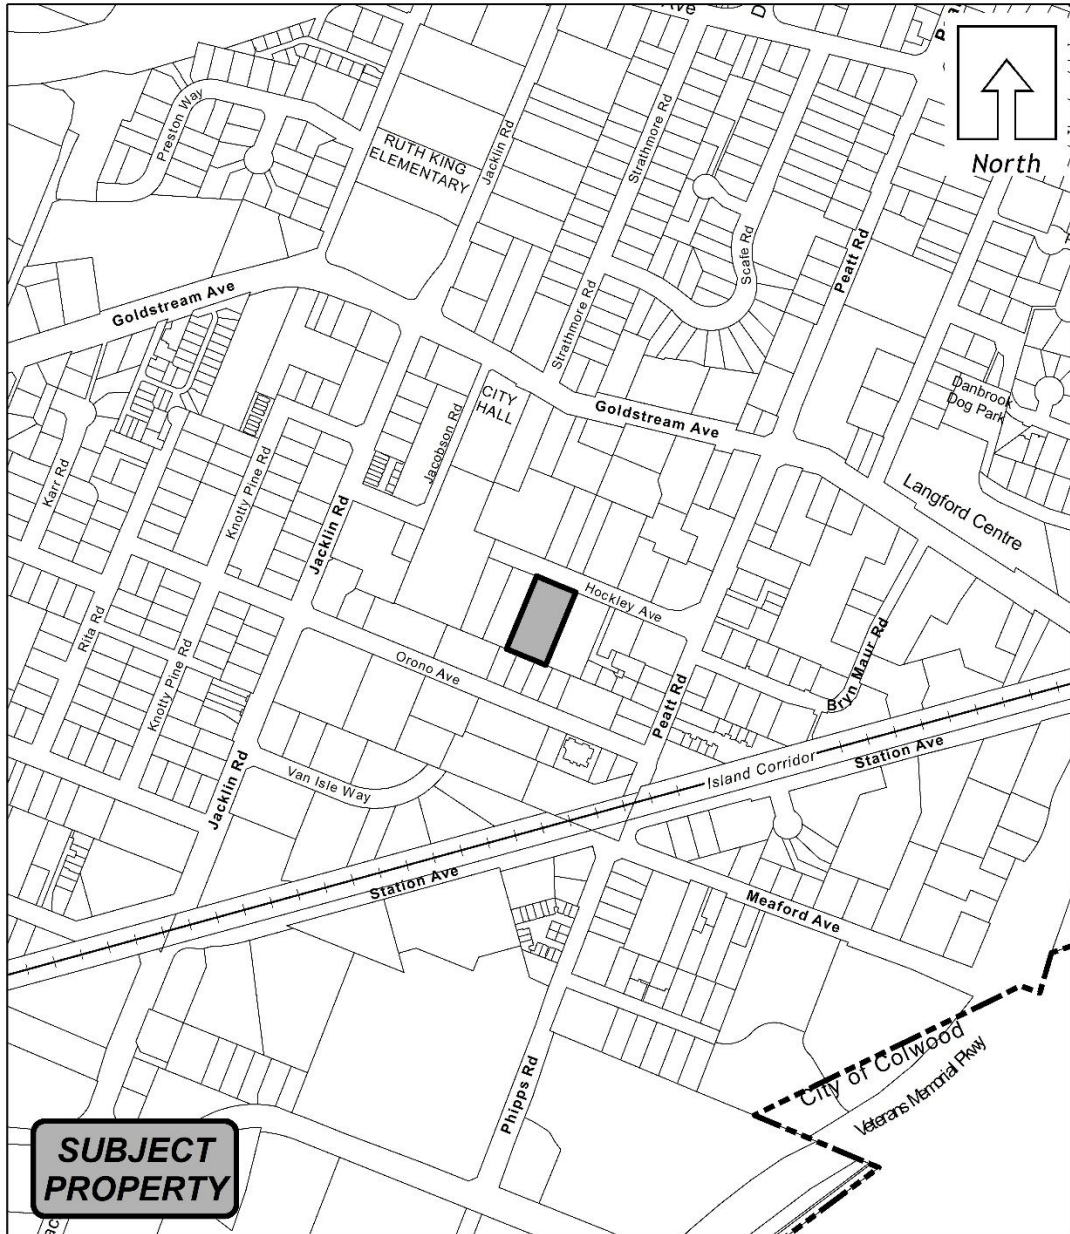 Ave
North
Preston Way
RUTH KING
ELEMENTARY
Jacklin Rd
Strathmore Rd
Scafe Rd
Peatt Rd
Goldstream Ave
Strathmore Rd
CITY
HALL
Goldstream Ave
Danbrook
Dog Park
Langford Centre
Karr Rd
Knotty Pine Rd
Jacobson Rd
Jacklin Rd
Hockley Ave
Rita Rd
Knotty Pine Rd
Orono Ave
Peatt Rd
Bryn Maur Rd
Island Corridor
Station Ave
Van Isle Way
Jacklin Rd
Station Ave
Meaford Ave
City of Colwood
Veterans Memorial Pkwy
Phipps Rd
SUBJECT
PROPERTY